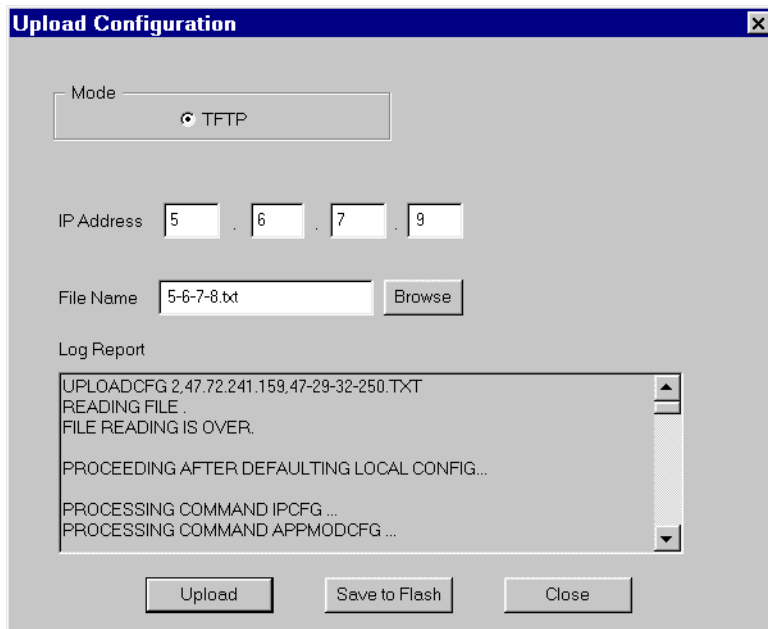 Upload Configuration
Mode
TFTP
IP Address 5 . 6 . 7 . 9
File Name 5-6-7-8.txt Browse
Log Report
UPLOADCFG 2,47.72.241.159,47-29-32-250.TXT
READING FILE .
FILE READING IS OVER.
PROCEEDING AFTER DEFAULTING LOCAL CONFIG...
PROCESSING COMMAND IPCFG ...
PROCESSING COMMAND APPMODCFG ...
Upload Save to Flash Close